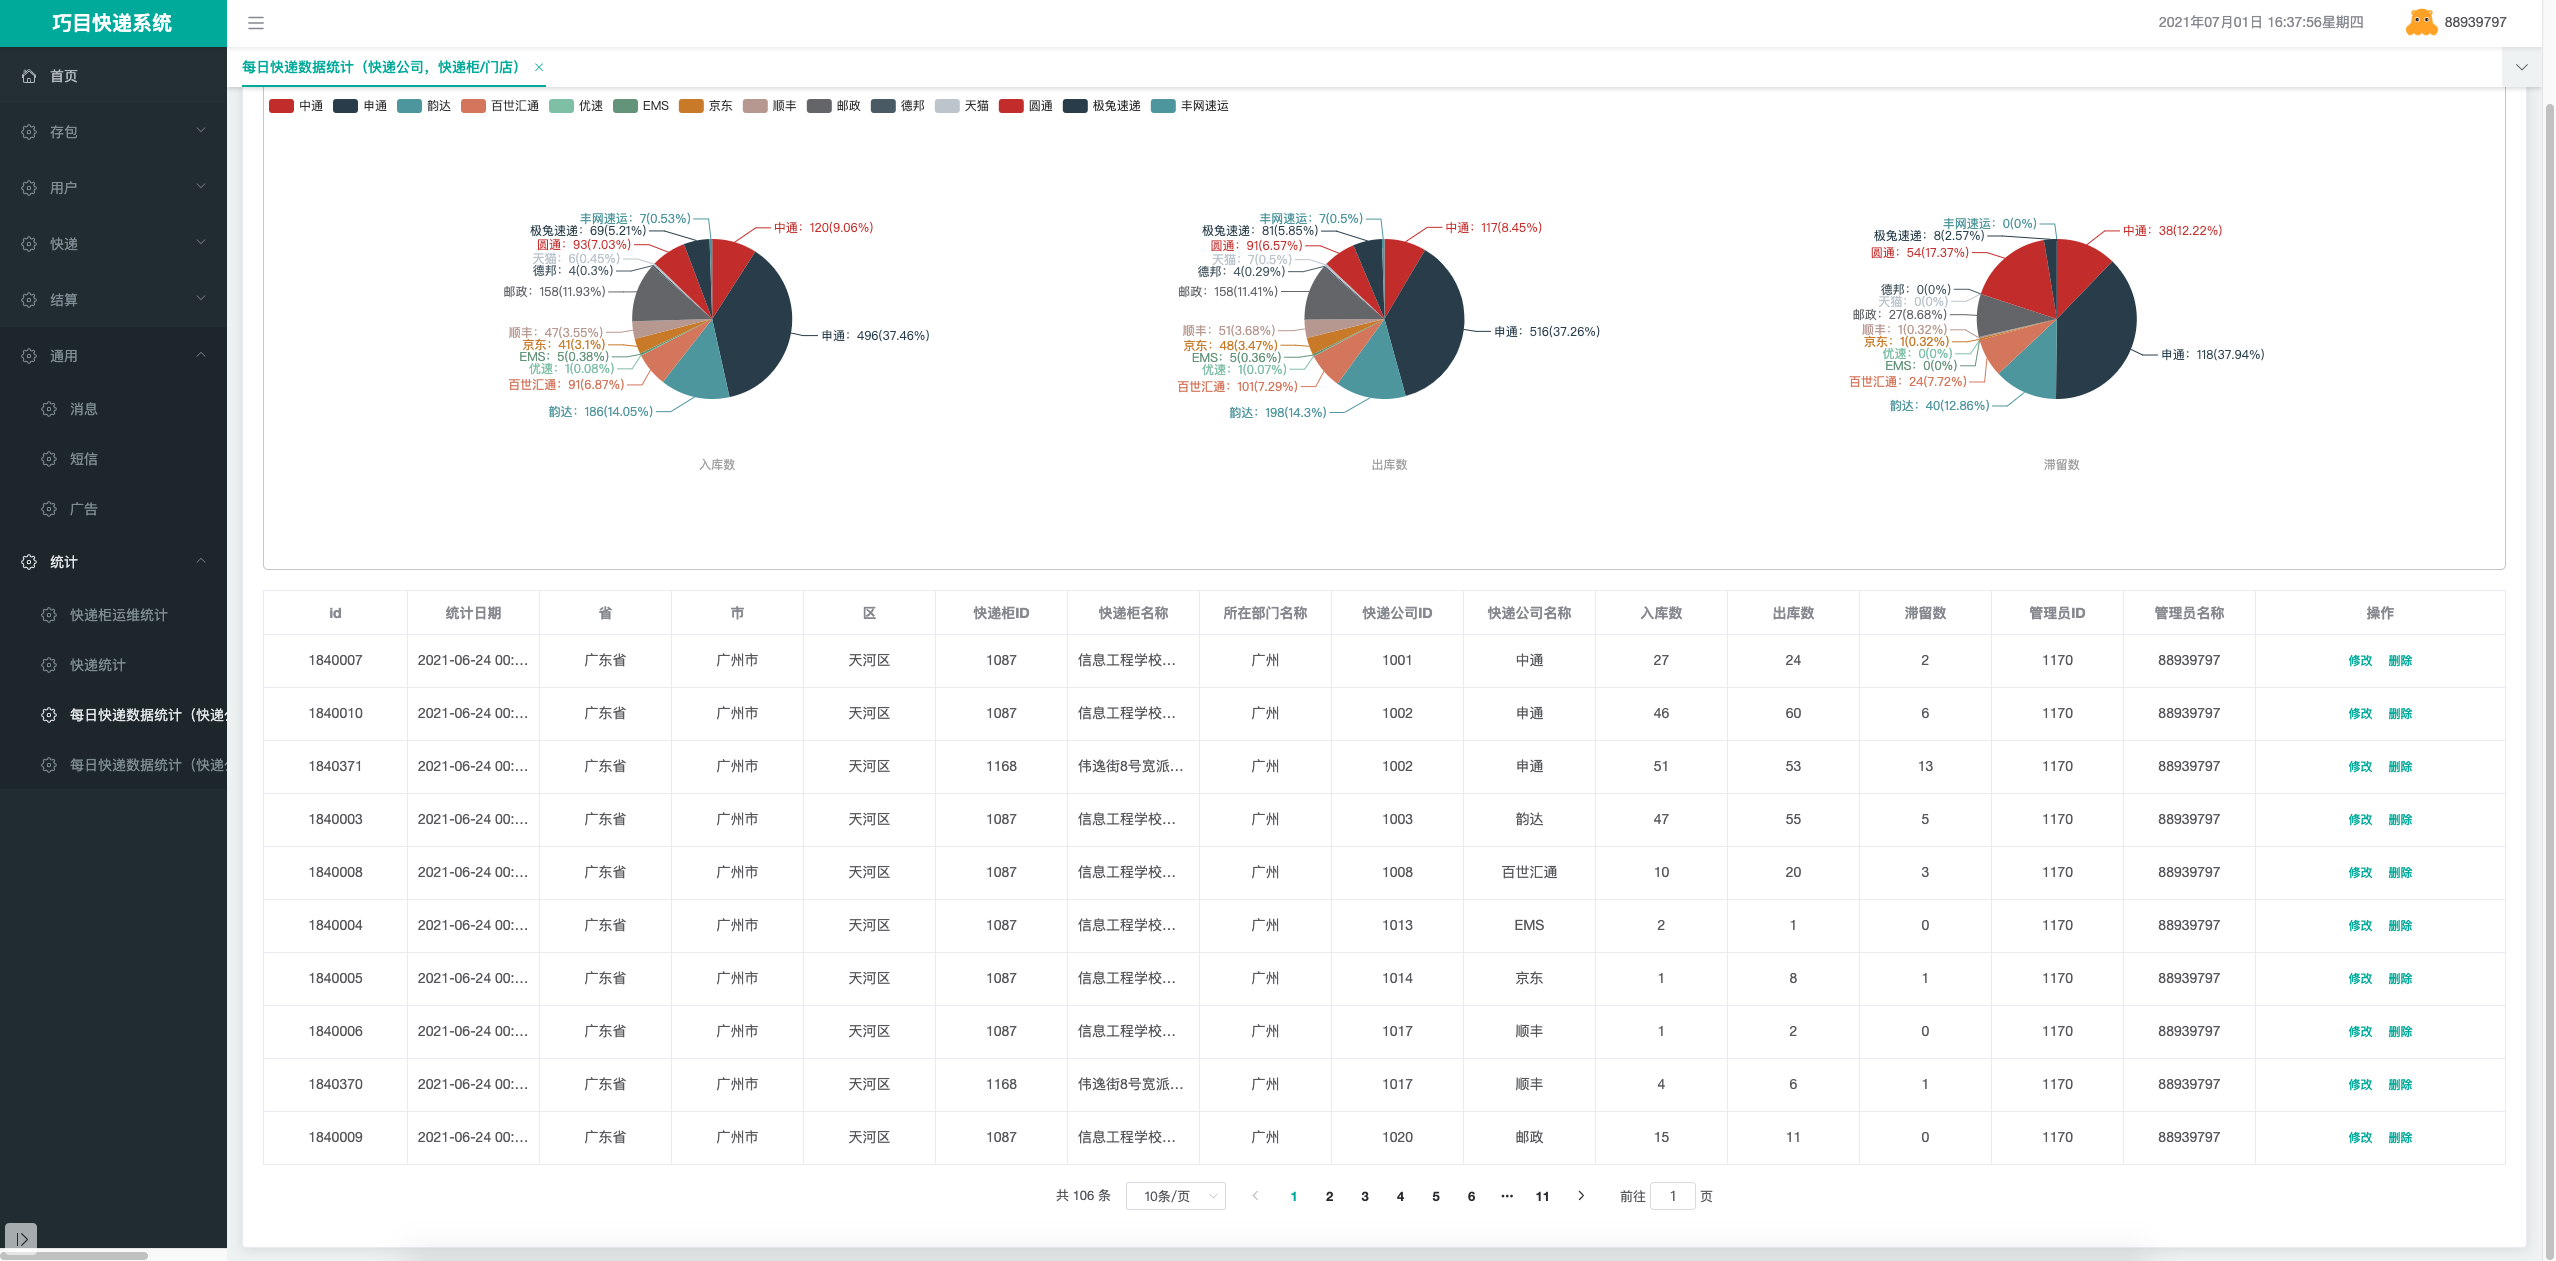 巧目快递系统
2021年07月01日 16:37:56星期四
88939797
首页
存包
用户
快递
结算
通用
消息
短信
广告
统计
快递柜运维统计
快递统计
每日快递数据统计（快递
每日快递数据统计（快递
每日快递数据统计（快递公司，快递柜/门店）
中通 申通 韵达 百世汇通 优速 EMS 京东 顺丰 邮政 德邦 天猫 圆通 极兔速递 丰网速运
丰网速运：7(0.53%)
极兔速递：69(5.21%)
圆通：93(7.03%)
天猫：6(0.45%)
德邦：4(0.3%)
邮政：158(11.93%)
顺丰：47(3.55%)
京东：41(3.1%)
EMS：5(0.38%)
优速：1(0.08%)
百世汇通：91(6.87%)
韵达：186(14.05%)
中通：120(9.06%)
申通：496(37.46%)
入库数
丰网速运：7(0.5%)
极兔速递：81(5.85%)
圆通：91(6.57%)
天猫：7(0.5%)
德邦：4(0.29%)
邮政：158(11.41%)
顺丰：51(3.68%)
京东：48(3.47%)
EMS：5(0.36%)
优速：1(0.07%)
百世汇通：101(7.29%)
韵达：198(14.3%)
中通：117(8.45%)
申通：516(37.26%)
出库数
丰网速运：0(0%)
极兔速递：8(2.57%)
圆通：54(17.37%)
德邦：0(0%)
天猫：0(0%)
邮政：27(8.68%)
顺丰：1(0.32%)
京东：1(0.32%)
优速：0(0%)
EMS：0(0%)
百世汇通：24(7.72%)
韵达：40(12.86%)
中通：38(12.22%)
申通：118(37.94%)
滞留数
id 统计日期 省 市 区 快递柜ID 快递柜名称 所在部门名称 快递公司ID 快递公司名称 入库数 出库数 滞留数 管理员ID 管理员名称 操作
1840007 2021-06-24 00:... 广东省 广州市 天河区 1087 信息工程学校... 广州 1001 中通 27 24 2 1170 88939797 修改 删除
1840010 2021-06-24 00:... 广东省 广州市 天河区 1087 信息工程学校... 广州 1002 申通 46 60 6 1170 88939797 修改 删除
1840371 2021-06-24 00:... 广东省 广州市 天河区 1168 伟逸街8号宽派... 广州 1002 申通 51 53 13 1170 88939797 修改 删除
1840003 2021-06-24 00:... 广东省 广州市 天河区 1087 信息工程学校... 广州 1003 韵达 47 55 5 1170 88939797 修改 删除
1840008 2021-06-24 00:... 广东省 广州市 天河区 1087 信息工程学校... 广州 1008 百世汇通 10 20 3 1170 88939797 修改 删除
1840004 2021-06-24 00:... 广东省 广州市 天河区 1087 信息工程学校... 广州 1013 EMS 2 1 0 1170 88939797 修改 删除
1840005 2021-06-24 00:... 广东省 广州市 天河区 1087 信息工程学校... 广州 1014 京东 1 8 1 1170 88939797 修改 删除
1840006 2021-06-24 00:... 广东省 广州市 天河区 1087 信息工程学校... 广州 1017 顺丰 1 2 0 1170 88939797 修改 删除
1840370 2021-06-24 00:... 广东省 广州市 天河区 1168 伟逸街8号宽派... 广州 1017 顺丰 4 6 1 1170 88939797 修改 删除
1840009 2021-06-24 00:... 广东省 广州市 天河区 1087 信息工程学校... 广州 1020 邮政 15 11 0 1170 88939797 修改 删除
共 106 条 10条/页 1 2 3 4 5 6 ... 11 前往 1 页